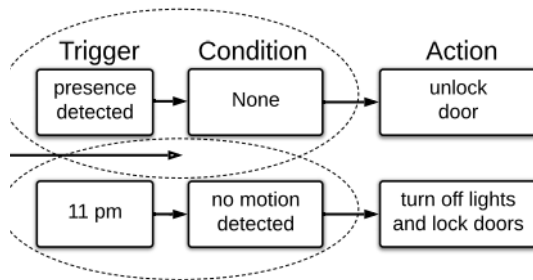 Trigger Condition Action
presence
detected
None
unlock
door
11 pm
no motion
detected
turn off lights
and lock doors